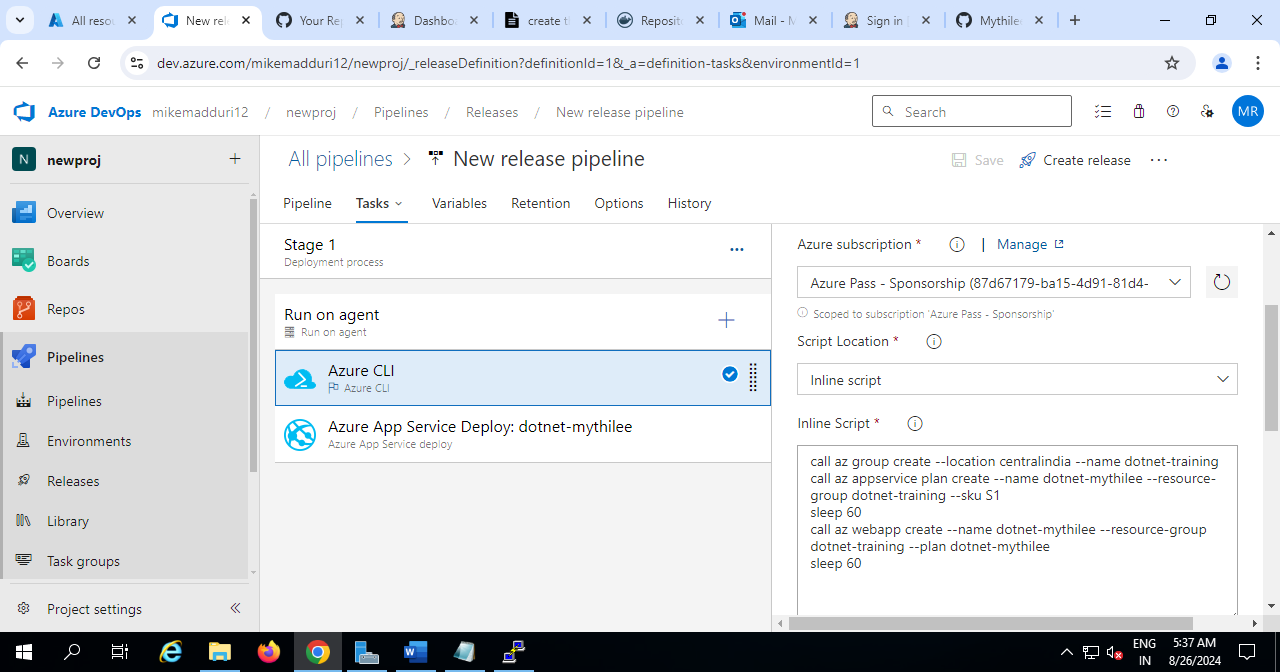 All resou
New rele
Your Rep
Dashboa
create th
Reposito
Mail - M
Sign in
Mythilee
dev.azure.com/mikemadduri12/newproj/_releaseDefinition?definitionId=1&_a=definition-tasks&environmentId=1
Azure DevOps mikemadduri12 / newproj / Pipelines / Releases / New release pipeline
Search
MR
N newproj
All pipelines > New release pipeline
Save Create release
Pipeline Tasks Variables Retention Options History
Overview
Boards
Repos
Pipelines
Pipelines
Environments
Releases
Library
Task groups
Project settings
Stage 1
Deployment process
Run on agent
Run on agent
Azure CLI
Azure CLI
Azure App Service Deploy: dotnet-mythilee
Azure App Service deploy
Azure subscription * | Manage
Azure Pass - Sponsorship (87d67179-ba15-4d91-81d4-
Scoped to subscription 'Azure Pass - Sponsorship'
Script Location *
Inline script
Inline Script *
call az group create --location centralindia --name dotnet-training
call az appservice plan create --name dotnet-mythilee --resource-
group dotnet-training --sku S1
sleep 60
call az webapp create --name dotnet-mythilee --resource-group
dotnet-training --plan dotnet-mythilee
sleep 60
ENG
IN
5:37 AM
8/26/2024